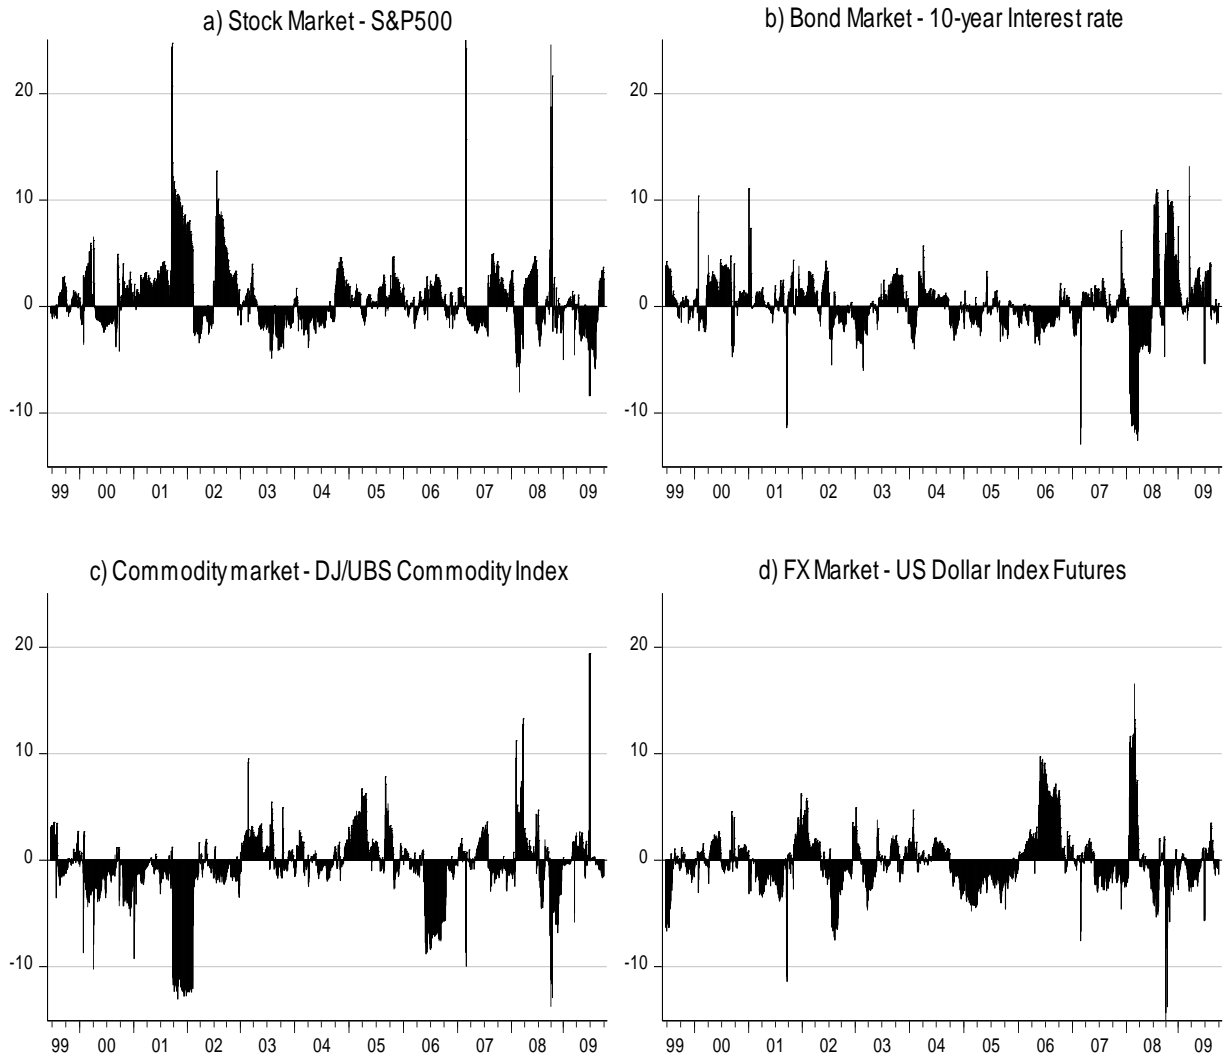 a) Stock Market - S&P500
20
10
0
-10
99 00 01 02 03 04 05 06 07 08 09
b) Bond Market - 10-year Interest rate
20
10
0
-10
99 00 01 02 03 04 05 06 07 08 09
c) Commodity market - DJ/UBS Commodity Index
20
10
0
-10
99 00 01 02 03 04 05 06 07 08 09
d) FX Market - US Dollar Index Futures
20
10
0
-10
99 00 01 02 03 04 05 06 07 08 09